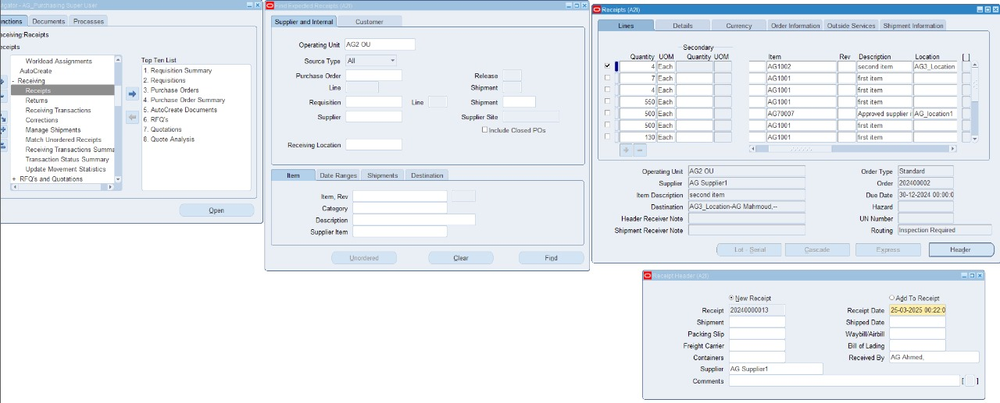 vigator - AG_Purchasing Super User
nctions Documents Processes
eceiving:Receipts
eceipts
Workload Assignments
AutoCreate
- Receiving
Receipts
Returns
Receiving Transactions
Corrections
Manage Shipments
Match Unordered Receipts
Receiving Transactions Summa
Transaction Status Summary
Update Movement Statistics
+ RFQ's and Quotations
Top Ten List
1. Requisition Summary
2. Requisitions
3. Purchase Orders
4. Purchase Order Summary
5. AutoCreate Documents
6. RFQ's
7. Quotations
8. Quote Analysis
Open
Find Expected Receipts (A2I)
Supplier and Internal Customer
Operating Unit AG2 OU
Source Type All
Purchase Order Release
Line Shipment
Requisition Line Shipment
Supplier Supplier Site
Include Closed POs
Receiving Location
Item Date Ranges Shipments Destination
Item, Rev
Category
Description
Supplier Item
Unordered Clear Find
Receipts (A2I)
Lines Details Currency Order Information Outside Services Shipment Information
Secondary
Quantity UOM Quantity UOM Item Rev Description Location [ ]
4 Each AG1002 second item AG3_Location
7 Each AG1001 first item
4 Each AG1001 first item
550 Each AG1001 first item
500 Each AG70007 Approved supplier i AG_location1
500 Each AG1001 first item
130 Each AG1001 first item
Operating Unit AG2 OU Order Type Standard
Supplier AG Supplier1 Order 202400002
Item Description second item Due Date 30-12-2024 00:00:0
Destination AG3_Location-AG Mahmoud,-- Hazard
Header Receiver Note UN Number
Shipment Receiver Note Routing Inspection Required
Lot - Serial Cascade Express Header
Receipt Header (A2I)
New Receipt Add To Receipt
Receipt 20240000013 Receipt Date 25-03-2025 00:22:0
Shipment Shipped Date
Packing Slip Waybill/Airbill
Freight Carrier Bill of Lading
Containers Received By AG Ahmed,
Supplier AG Supplier1
Comments [ ]